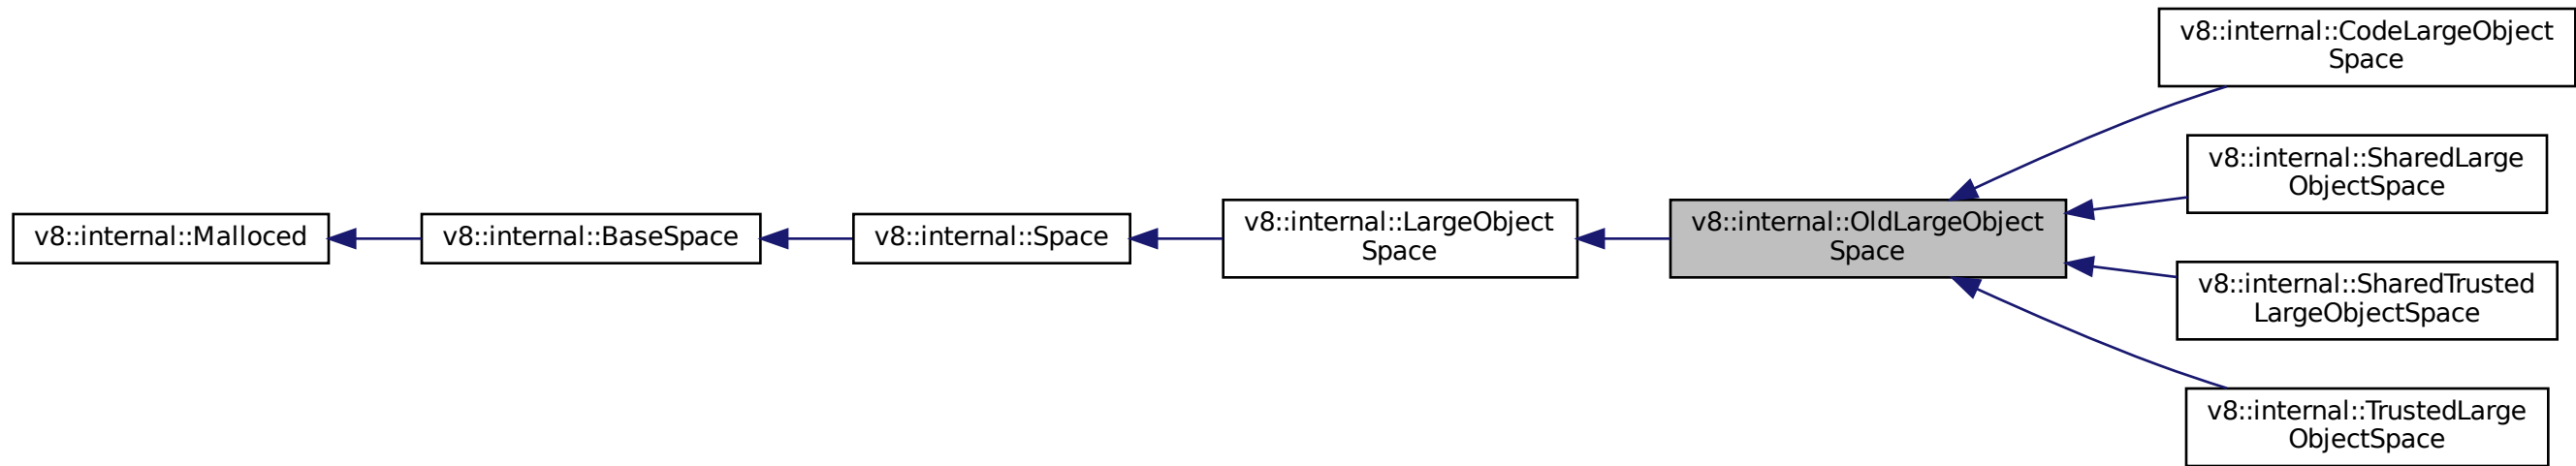 v8::internal::Malloced
v8::internal::BaseSpace
v8::internal::Space
v8::internal::LargeObject
Space
v8::internal::OldLargeObject
Space
v8::internal::CodeLargeObject
Space
v8::internal::SharedLarge
ObjectSpace
v8::internal::SharedTrusted
LargeObjectSpace
v8::internal::TrustedLarge
ObjectSpace